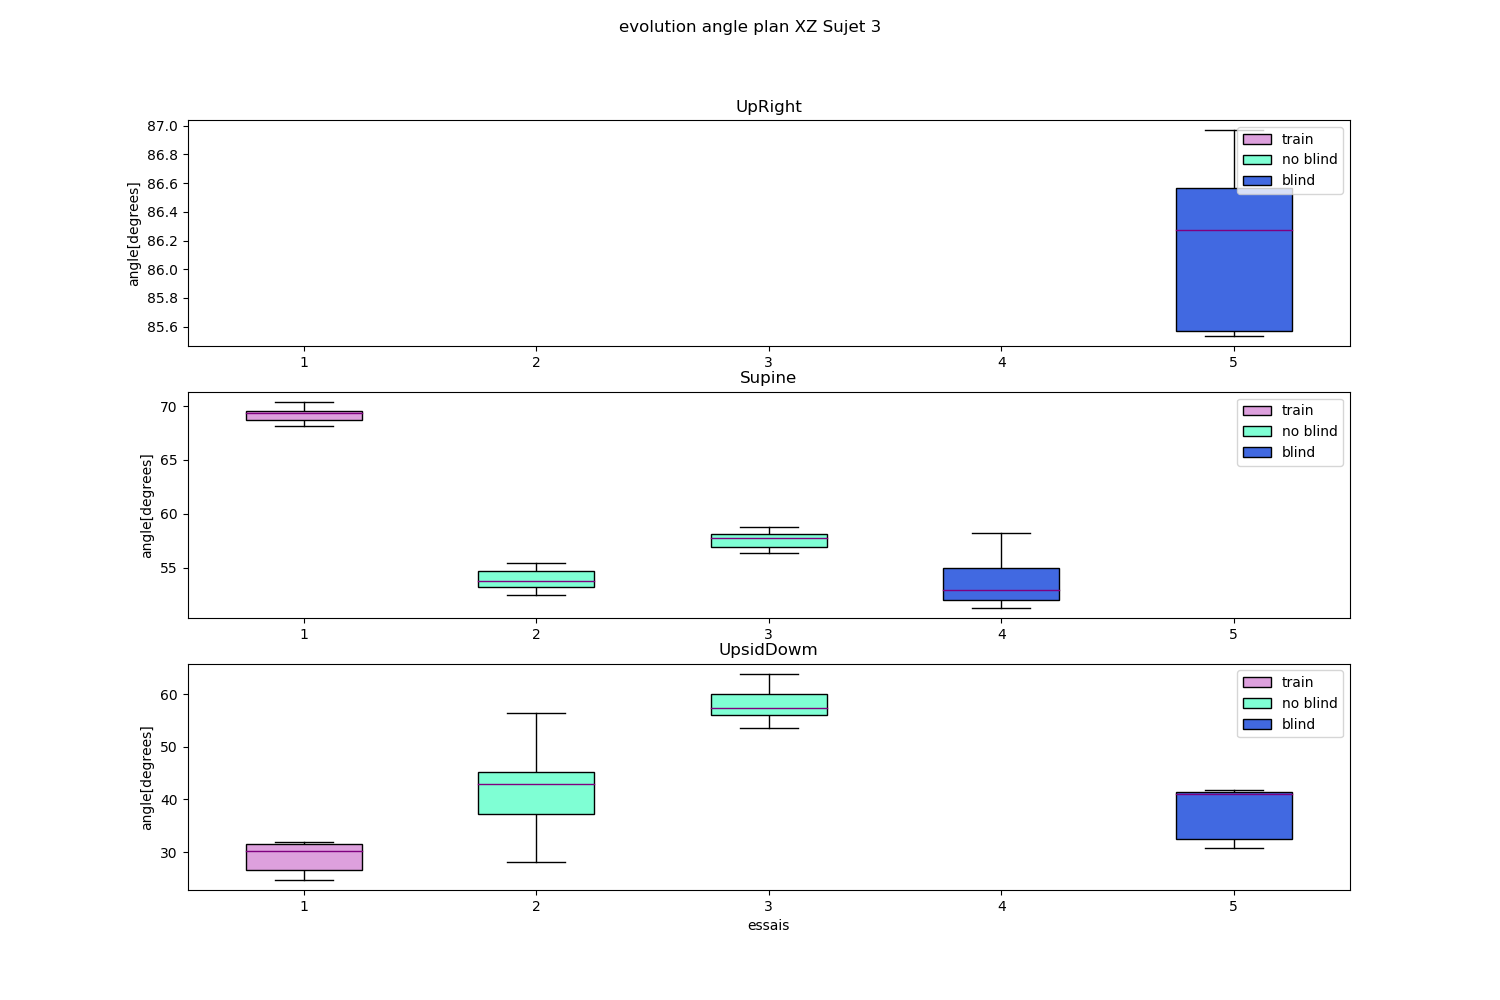 evolution angle plan XZ Sujet 3
UpRight
angle[degrees]
87.0
86.8
86.6
86.4
86.2
86.0
85.8
85.6
train
no blind
blind
1 2 3 4 5
Supine
angle[degrees]
70
65
60
55
train
no blind
blind
1 2 3 4 5
UpsidDowm
angle[degrees]
60
50
40
30
train
no blind
blind
1 2 3 4 5
essais